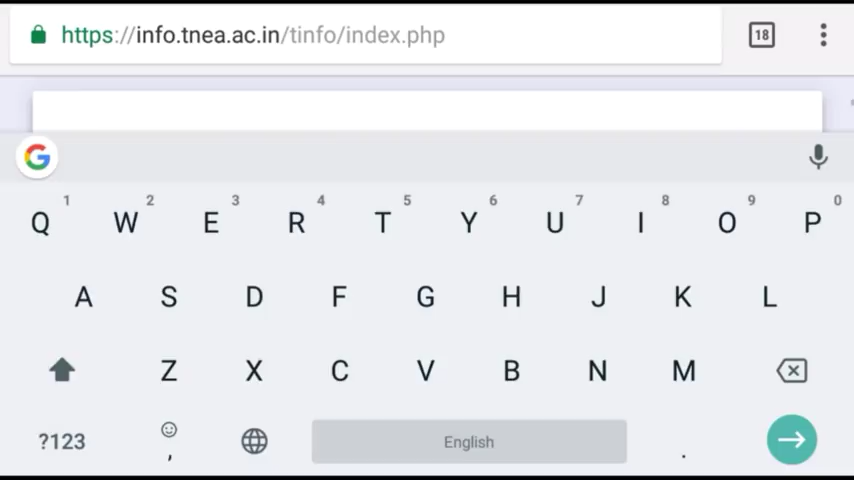 https://info.tnea.ac.in/tinfo/index.php 18
G
1 2 3 4 5 6 7 8 9 0
Q W E R T Y U I O P
A S D F G H J K L
Z X C V B N M
?123 , English .